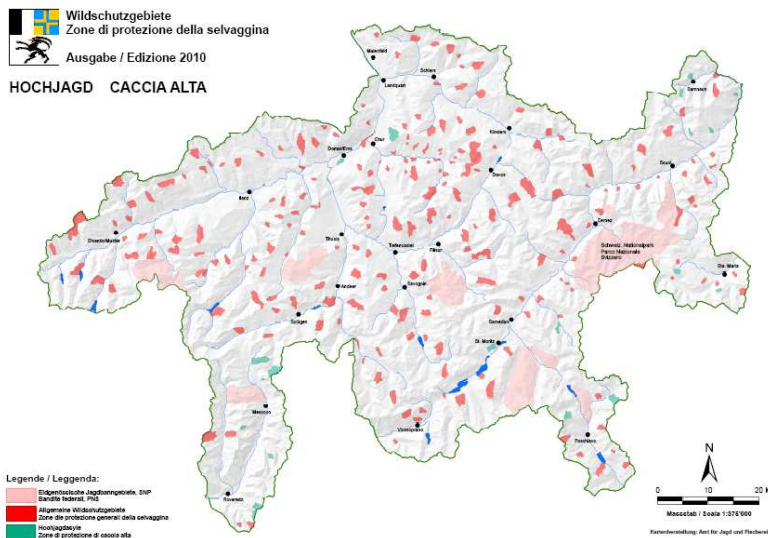 Wildschutzgebiete
Zone di protezione della selvaggina
Ausgabe / Edizione 2010
HOCHJAGD CACCIA ALTA
Maienfeld
Schiers
Landquart
Samnaun
Chur
Klosters
Domat/Ems
Davos
Scuol
Ilanz
Zernez
Disentis/Mustér
Thusis
Tiefencastel
Filisur
Schweiz. Nationalpark
Parco Nazionale
Svizzero
Sta. Maria
Andeer
Savognin
Splügen
Samedan
St. Moritz
Mesocco
Vicosoprano
Poschiavo
Roveredo
N
Legende / Leggenda:
Eidgenössische Jagdbanngebiete, SNP
Bandite federali, PNS
Allgemeine Wildschutzgebiete
Zone die protezione generali della selvaggina
Hochjagdasyle
Zone di protezione di caccia alta
0 10 20 k
Massstab / Scala 1:375'000
Kartenherstellung: Amt für Jagd und Fischerei